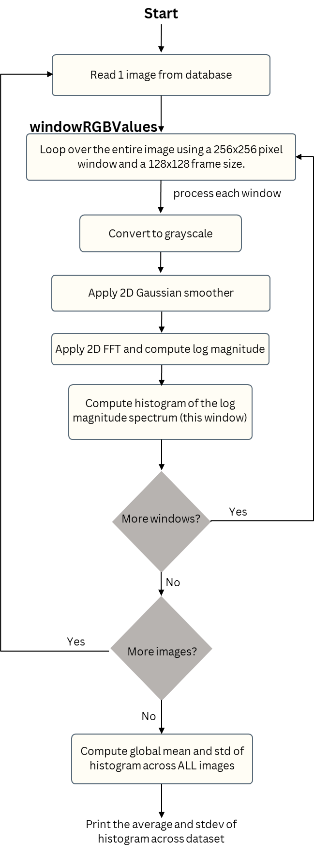 Start
Read 1 image from database
windowRGBValues
Loop over the entire image using a 256x256 pixel
window and a 128x128 frame size.
process each window
Convert to grayscale
Apply 2D Gaussian smoother
Apply 2D FFT and compute log magnitude
Compute histogram of the log
magnitude spectrum (this window)
More windows?
Yes
No
More images?
Yes
No
Compute global mean and std of
histogram across ALL images
Print the average and stdev of
histogram across dataset